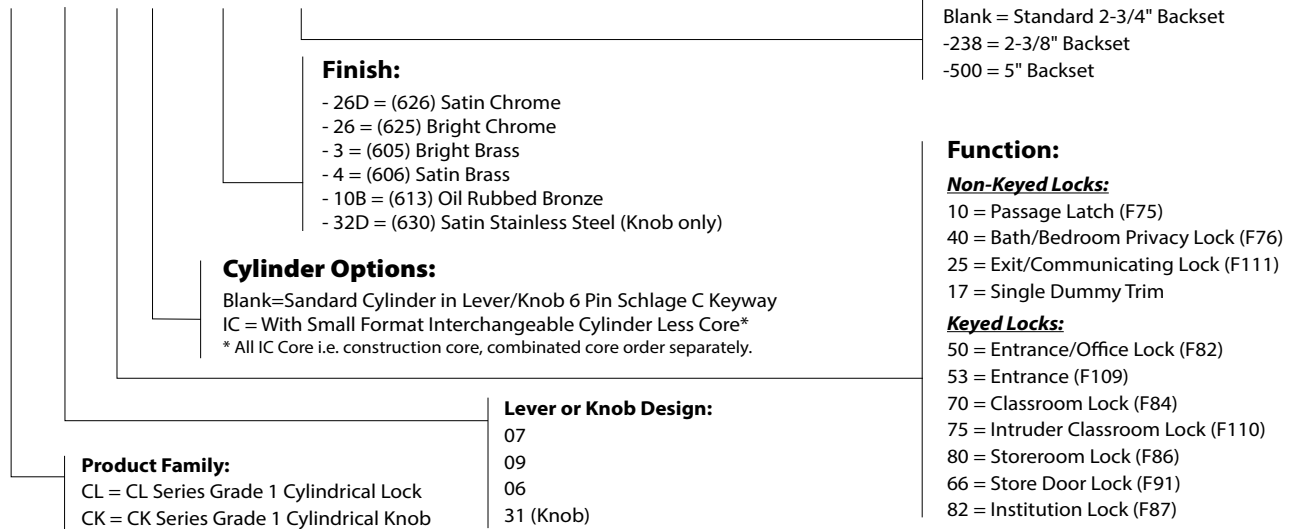 Blank = Standard 2-3/4" Backset
-238 = 2-3/8" Backset
-500 = 5" Backset
Finish:
- 26D = (626) Satin Chrome
- 26 = (625) Bright Chrome
- 3 = (605) Bright Brass
- 4 = (606) Satin Brass
- 10B = (613) Oil Rubbed Bronze
- 32D = (630) Satin Stainless Steel (Knob only)
Function:
Non-Keyed Locks:
10 = Passage Latch (F75)
40 = Bath/Bedroom Privacy Lock (F76)
25 = Exit/Communicating Lock (F111)
17 = Single Dummy Trim
Keyed Locks:
50 = Entrance/Office Lock (F82)
53 = Entrance (F109)
70 = Classroom Lock (F84)
75 = Intruder Classroom Lock (F110)
80 = Storeroom Lock (F86)
66 = Store Door Lock (F91)
82 = Institution Lock (F87)
Cylinder Options:
Blank=Sandard Cylinder in Lever/Knob 6 Pin Schlage C Keyway
IC = With Small Format Interchangeable Cylinder Less Core*
* All IC Core i.e. construction core, combinated core order separately.
Lever or Knob Design:
07
09
06
31 (Knob)
Product Family:
CL = CL Series Grade 1 Cylindrical Lock
CK = CK Series Grade 1 Cylindrical Knob